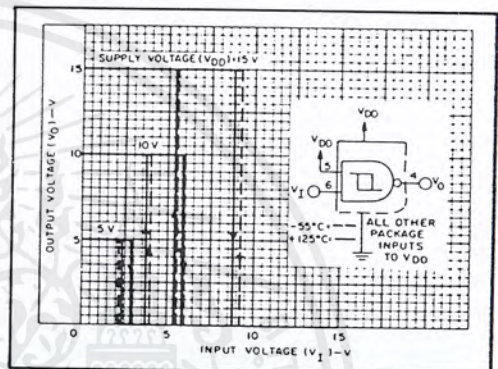 SUPPLY VOLTAGE (VDD)=15 V
15
10 V
10
5 V
5
0
OUTPUT VOLTAGE (VO)–V
VDD
VDD
5
6
4
VI
VO
-55°C=
+125°C=
ALL OTHER
PACKAGE
INPUTS
TO VDD
0
5
10
15
INPUT VOLTAGE (VI)–V